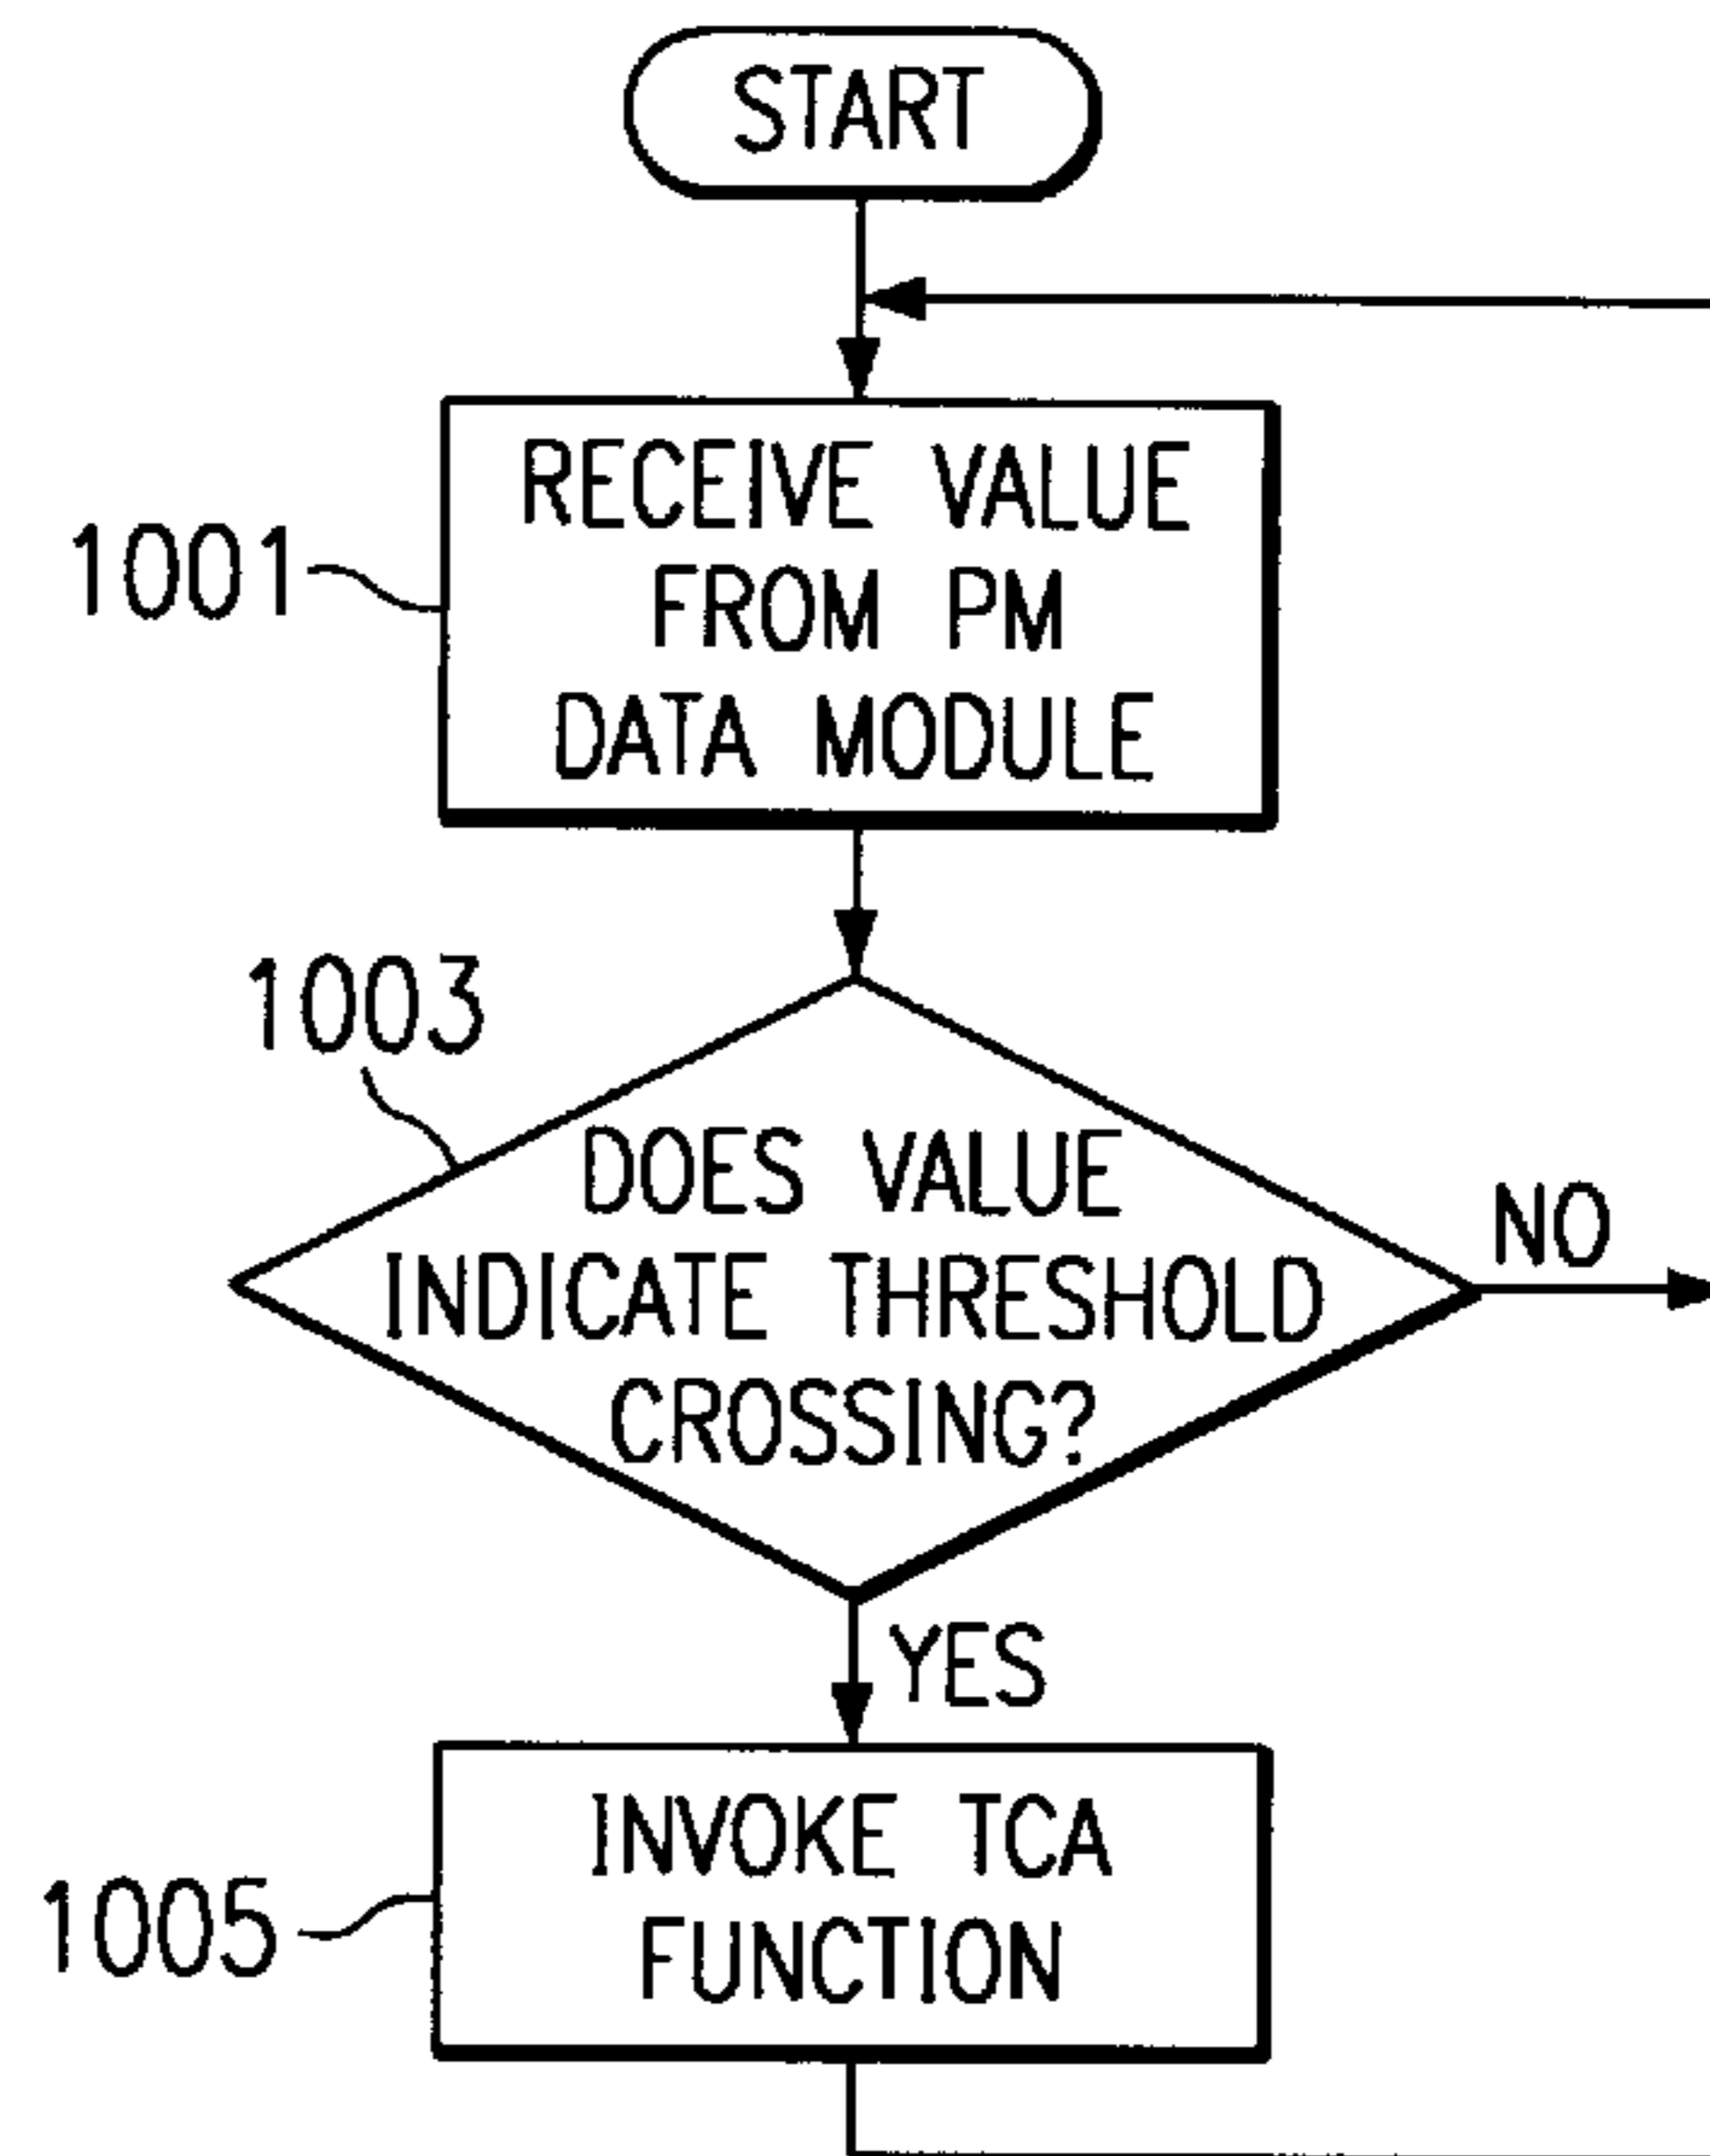 START
RECEIVE VALUE
FROM PM
DATA MODULE
1001
1003
DOES VALUE
INDICATE THRESHOLD
CROSSING?
NO
YES
INVOKE TCA
FUNCTION
1005